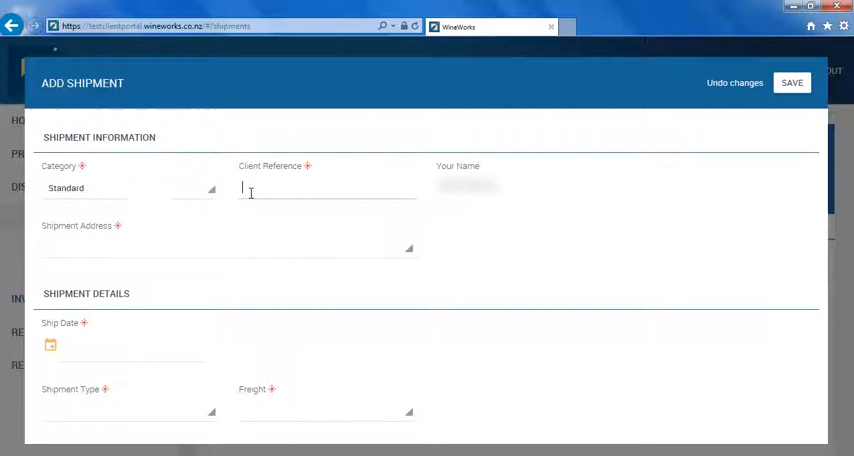 https://testclientportal.wineworks.co.nz/#/shipments
WineWorks
OUT
ADD SHIPMENT
Undo changes
SAVE
HO
SHIPMENT INFORMATION
PR
Category
Client Reference
Your Name
DIS
Standard
Shipment Address
SHIPMENT DETAILS
INV
Ship Date
RE
RE
Shipment Type
Freight